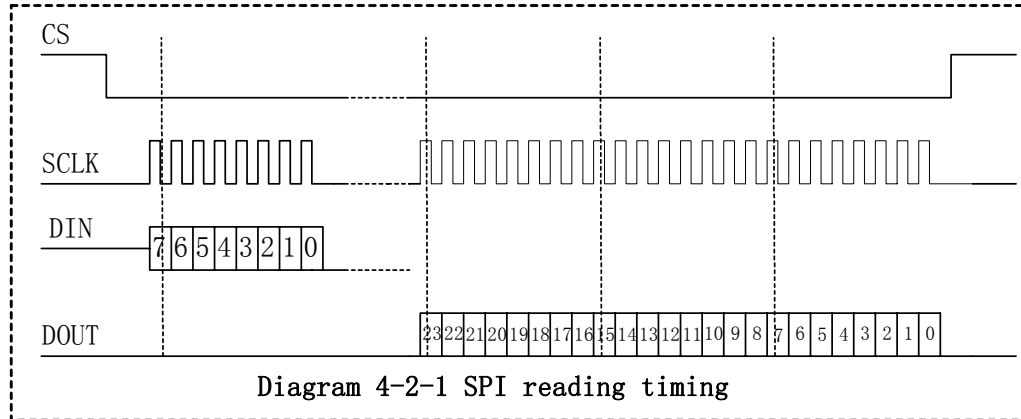 CS
SCLK
DIN
7 6 5 4 3 2 1 0
DOUT
23 22 21 20 19 18 17 16 15 14 13 12 11 10 9 8 7 6 5 4 3 2 1 0
Diagram 4-2-1 SPI reading timing